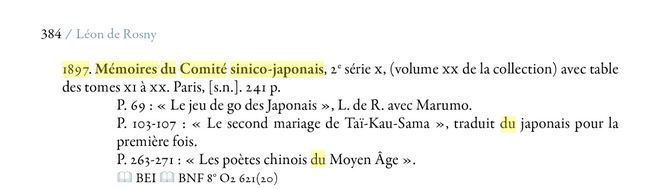 384 / Léon de Rosny
1897. Mémoires du Comité sinico-japonais, 2e série X, (volume XX de la collection) avec table
des tomes XI à XX. Paris, [s.n.]. 241 p.
P. 69 : « Le jeu de go des Japonais », L. de R. avec Marumo.
P. 103-107 : « Le second mariage de Taï-Kau-Sama », traduit du japonais pour la
première fois.
P. 263-271 : « Les poètes chinois du Moyen Âge ».
BEI BNF 8° O2 621(20)